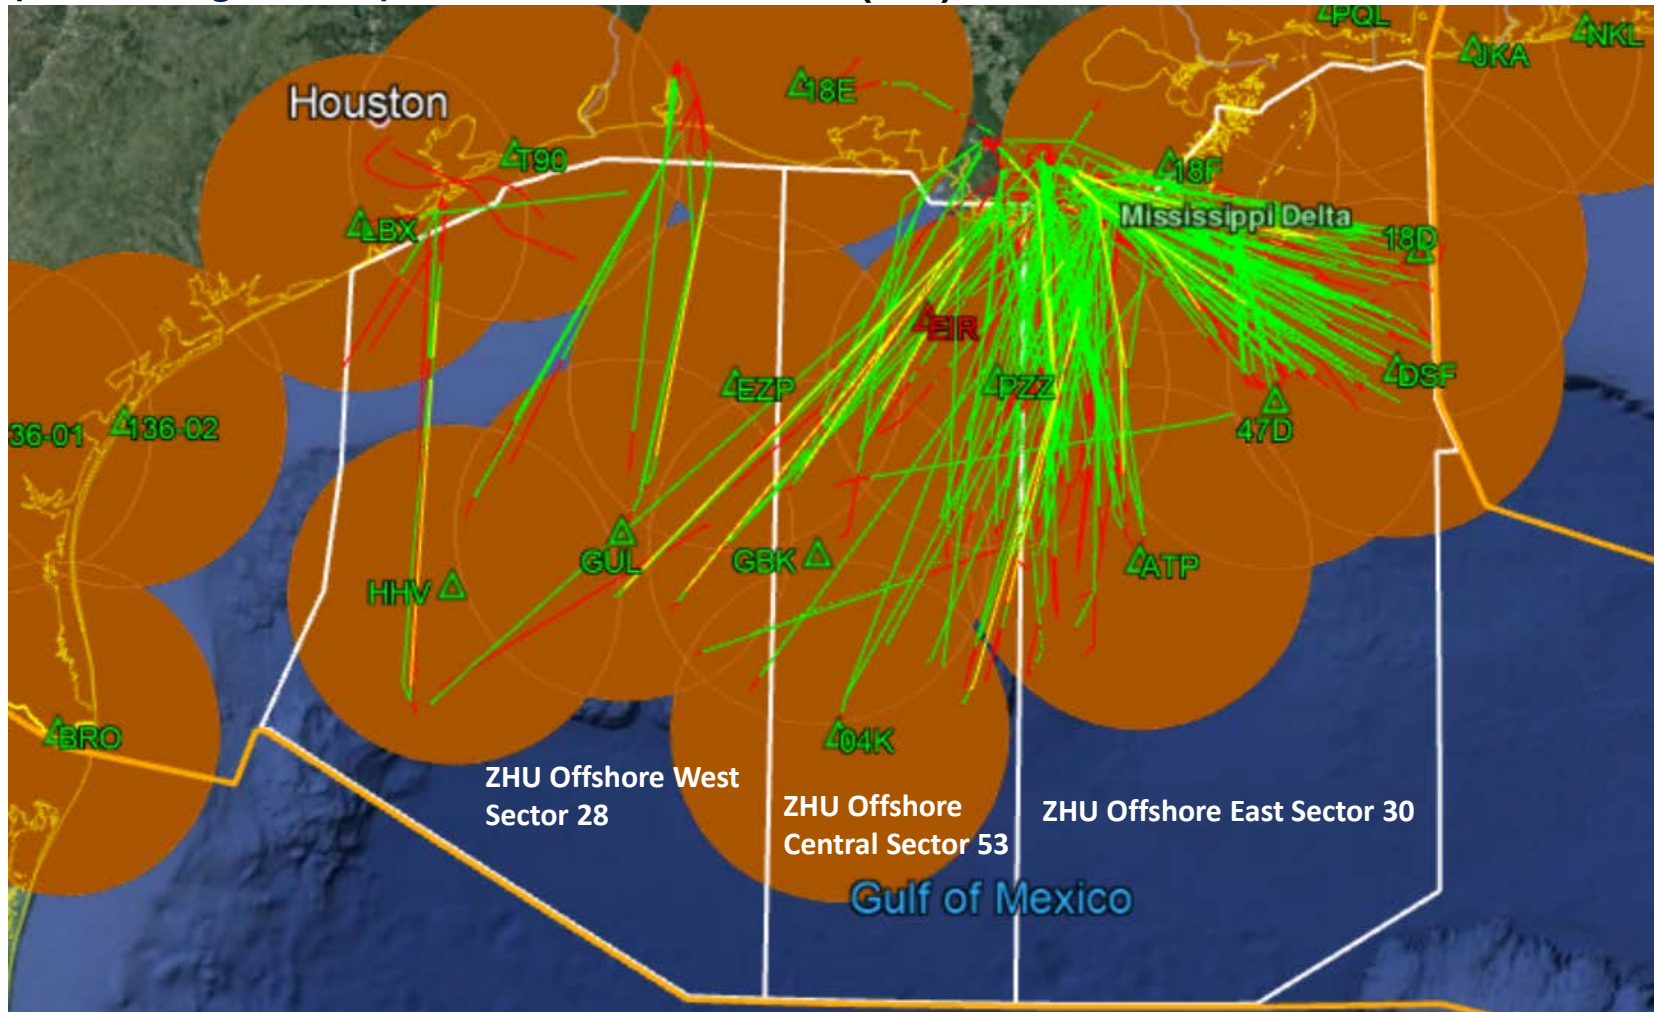 PQL
NKL
JKA
18E
Houston
T90
18F
LBX
Mississippi Delta
18D
EIR
EZP
PZZ
DSF
136-02
36-01
47D
GUL
GBK
ATP
HHV
BRO
04K
ZHU Offshore West
Sector 28
ZHU Offshore
Central Sector 53
ZHU Offshore East Sector 30
Gulf of Mexico